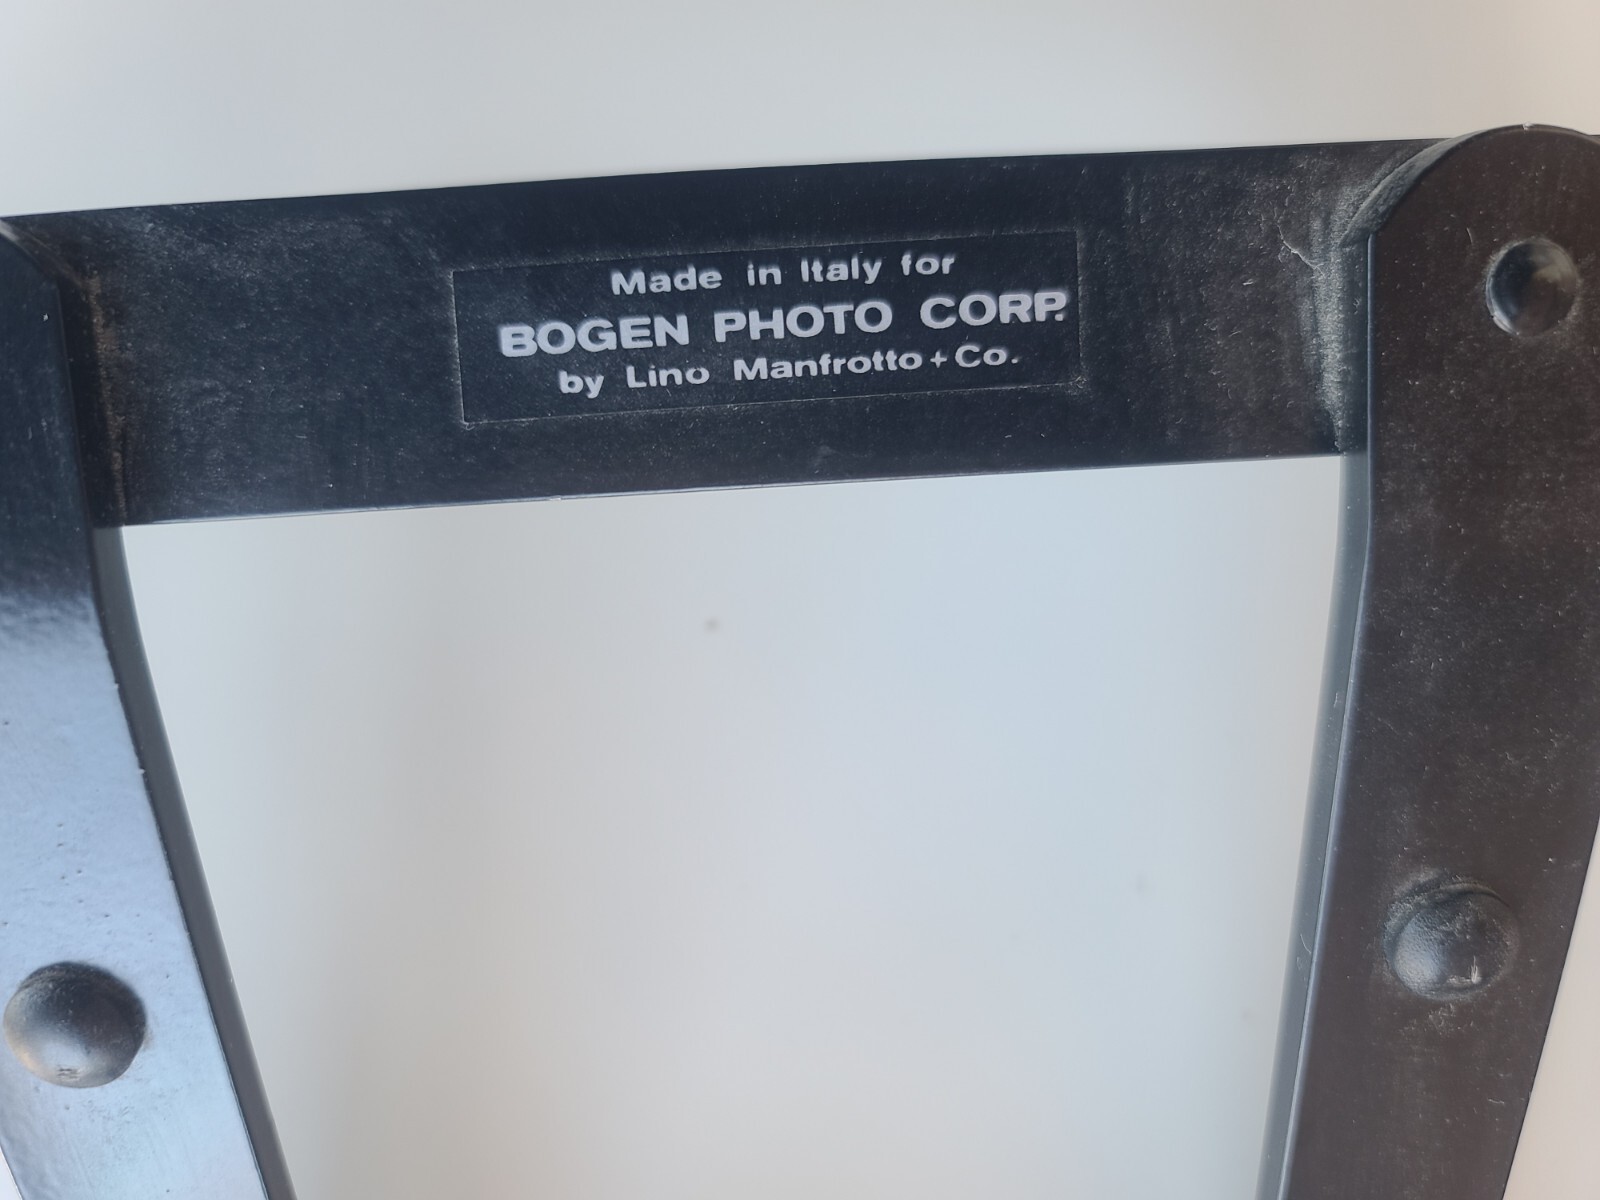 Made in Italy for
BOGEN PHOTO CORP.
by Lino Manfrotto + Co.